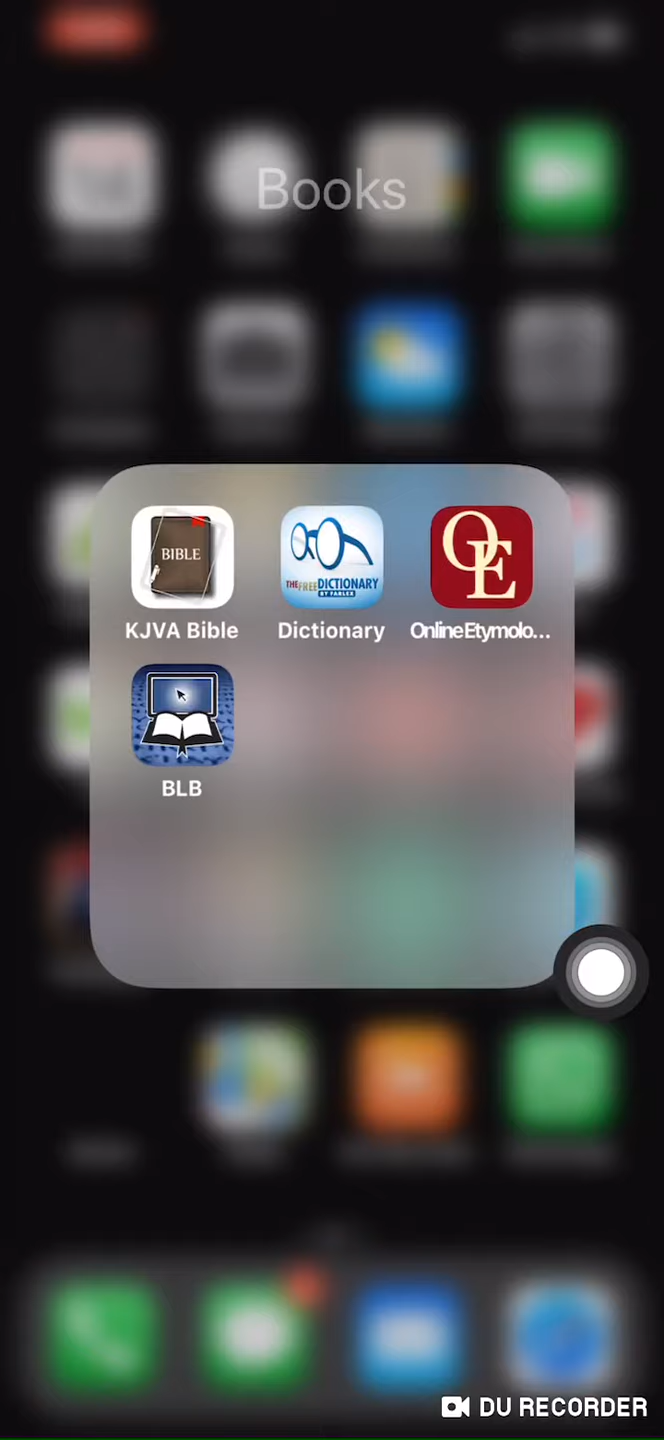 Books
BIBLE
THE FREE DICTIONARY
BY FARLEX
OE
KJVA Bible
Dictionary
OnlineEtymolo...
BLB
DU RECORDER